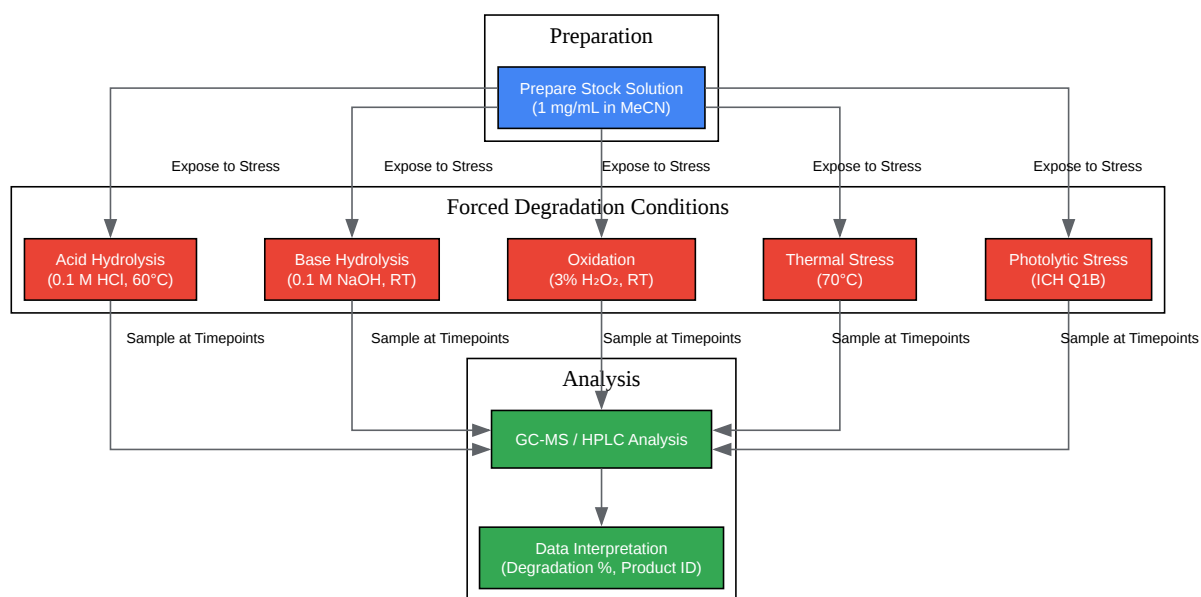 Preparation
Prepare Stock Solution
(1 mg/mL in MeCN)
Expose to Stress
Expose to Stress
Expose to Stress
Expose to Stress
Expose to Stress
Forced Degradation Conditions
Acid Hydrolysis
(0.1 M HCl, 60°C)
Base Hydrolysis
(0.1 M NaOH, RT)
Oxidation
(3% H₂O₂, RT)
Thermal Stress
(70°C)
Photolytic Stress
(ICH Q1B)
Sample at Timepoints
Sample at Timepoints
Sample at Timepoints
Sample at Timepoints
Sample at Timepoints
Analysis
GC-MS / HPLC Analysis
Data Interpretation
(Degradation %, Product ID)